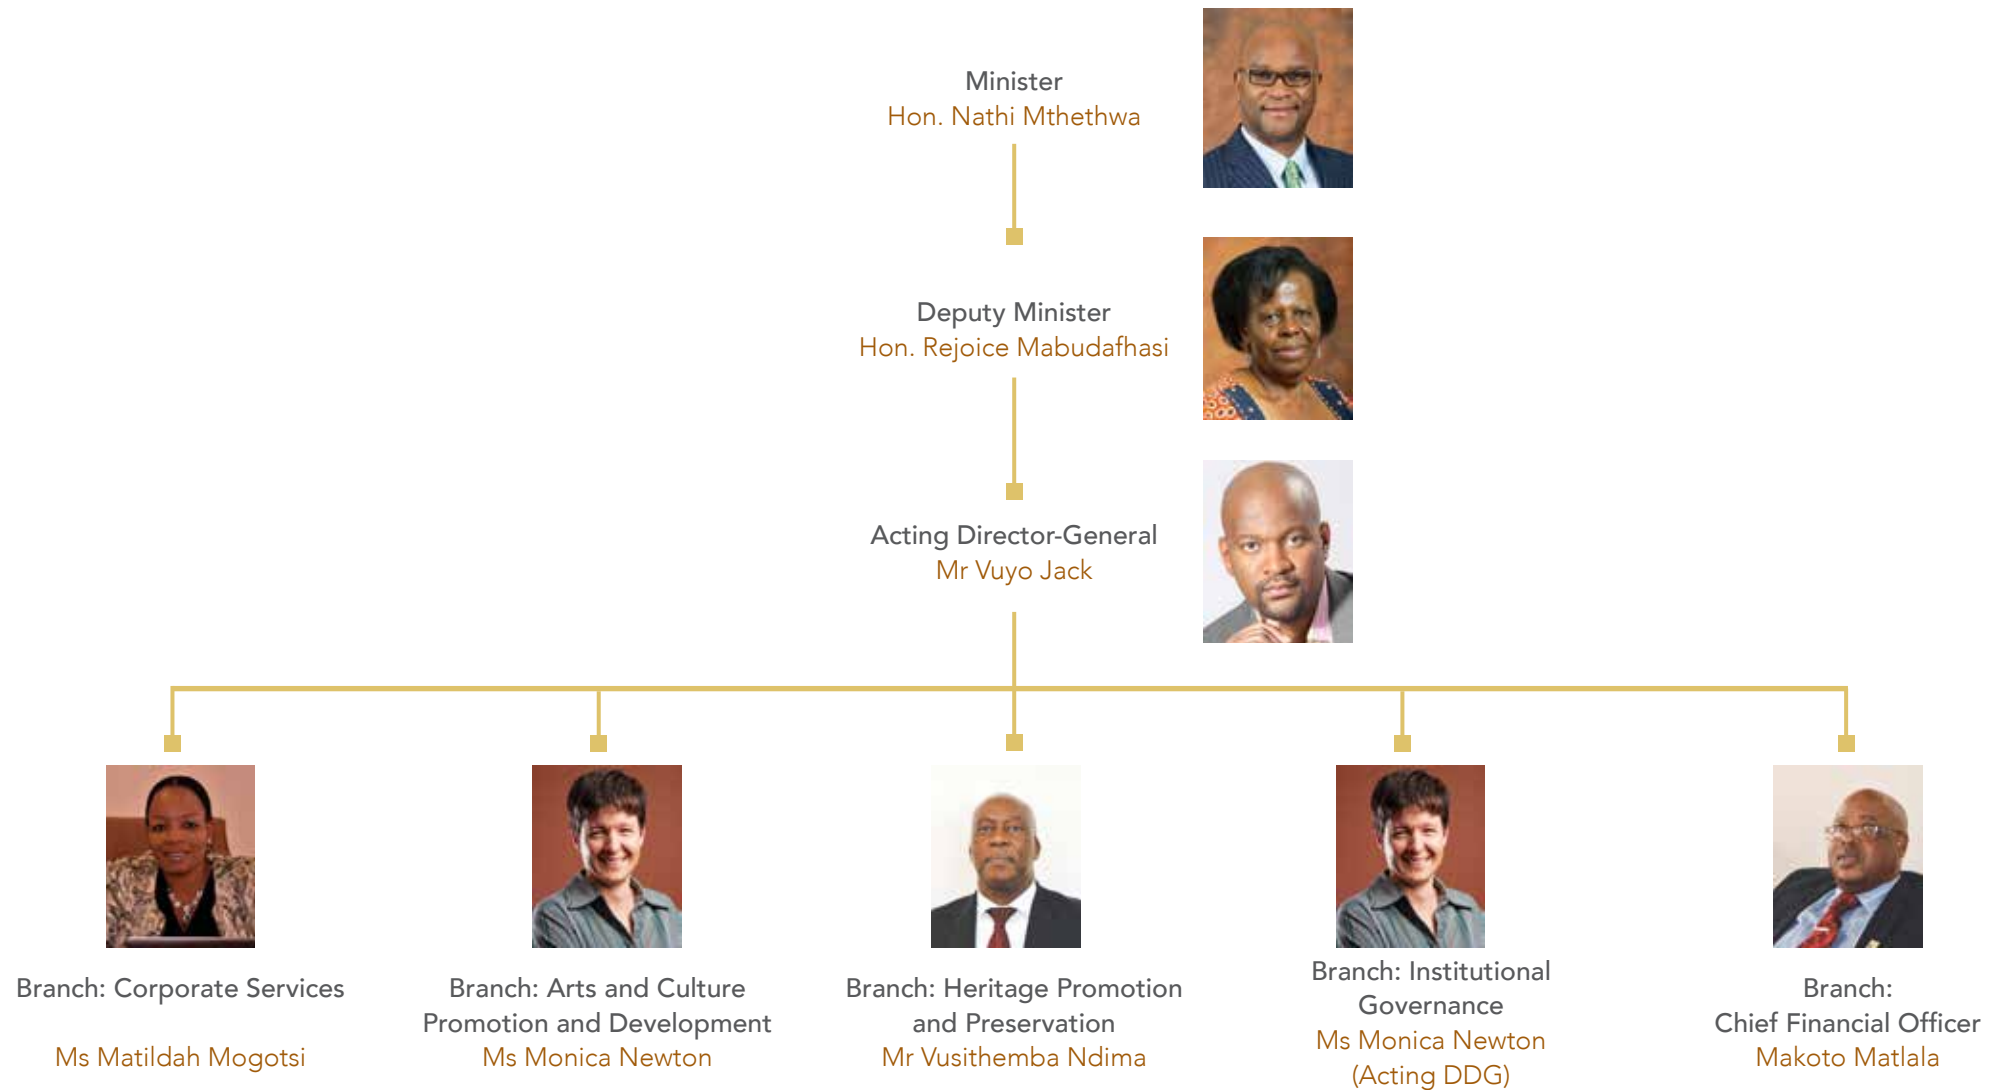 Minister
Hon. Nathi Mthethwa
Deputy Minister
Hon. Rejoice Mabudafhasi
Acting Director-General
Mr Vuyo Jack
Branch: Corporate Services
Ms Matildah Mogotsi
Branch: Arts and Culture
Promotion and Development
Ms Monica Newton
Branch: Heritage Promotion
and Preservation
Mr Vusithemba Ndima
Branch: Institutional
Governance
Ms Monica Newton
(Acting DDG)
Branch:
Chief Financial Officer
Makoto Matlala